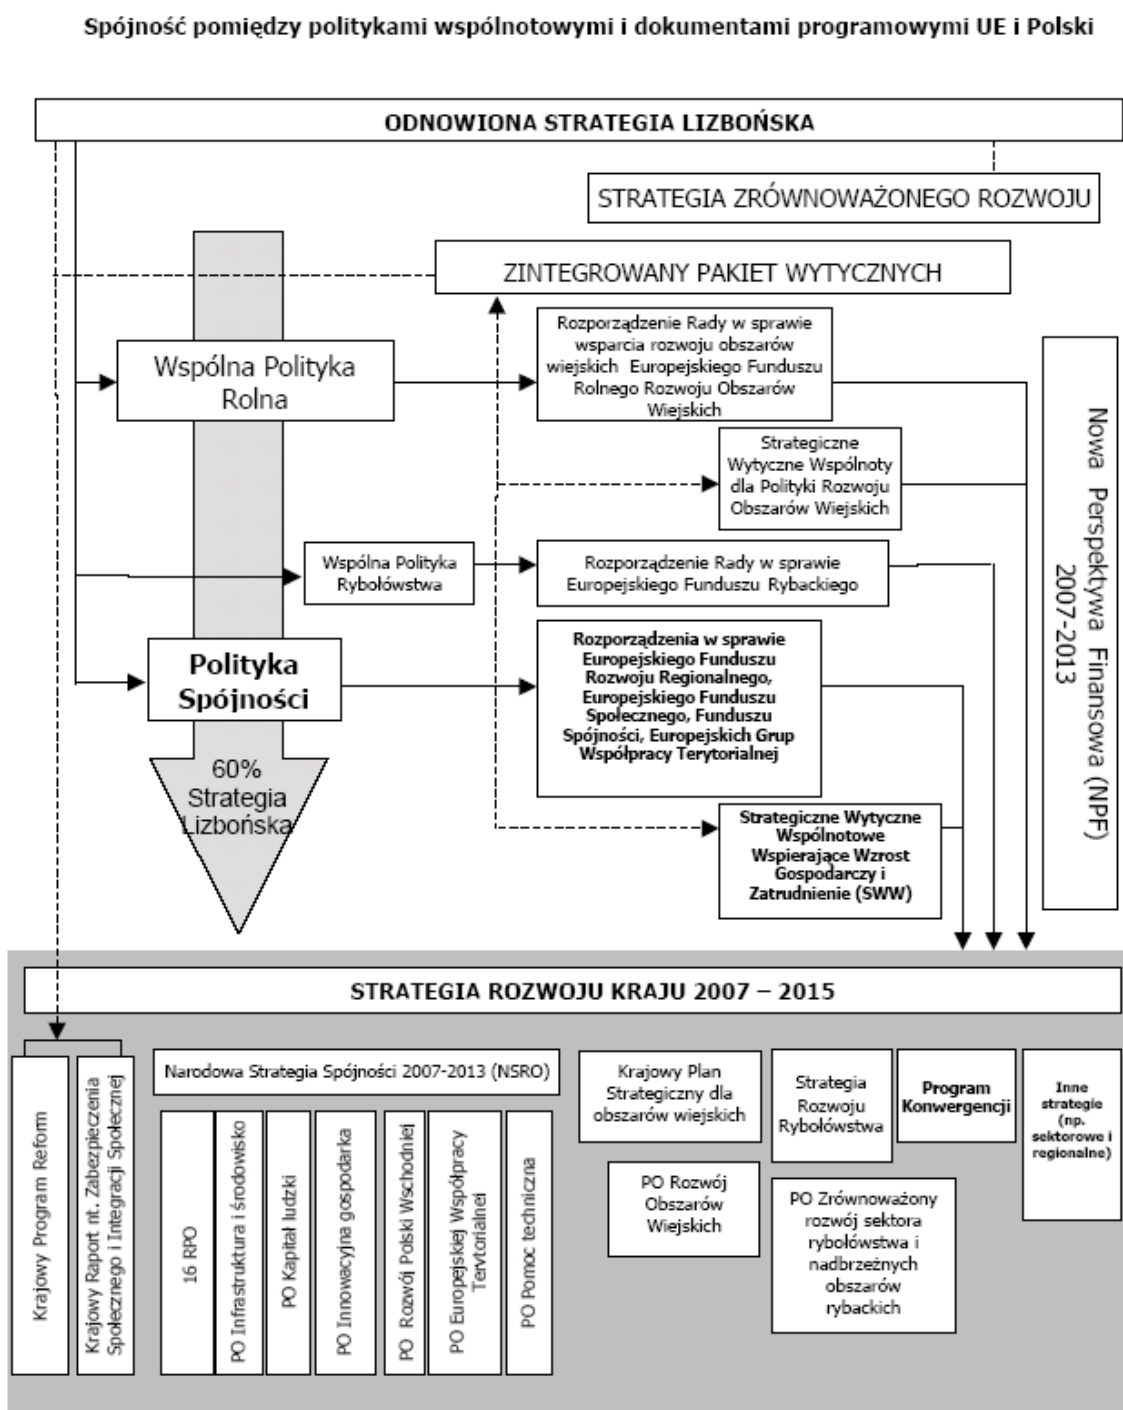 Spójność pomiędzy politykami wspólnotowymi i dokumentami programowymi UE i Polski
ODNOWIONA STRATEGIA LIZBOŃSKA
STRATEGIA ZRÓWNOWAŻONEGO ROZWOJU
ZINTEGROWANY PAKIET WYTYCZNYCH
Rozporządzenie Rady w sprawie
wsparcia rozwoju obszarów
wiejskich Europejskiego Funduszu
Rolnego Rozwoju Obszarów
Wiejskich
Wspólna Polityka
Rolna
Strategiczne
Wytyczne Wspólnoty
dla Polityki Rozwoju
Obszarów Wiejskich
Nowa Perspektywa Finansowa (NPF)
2007-2013
Wspólna Polityka
Rybołówstwa
Rozporządzenie Rady w sprawie
Europejskiego Funduszu Rybackiego
Polityka
Spójności
Rozporządzenia w sprawie
Europejskiego Funduszu
Rozwoju Regionalnego,
Europejskiego Funduszu
Społecznego, Funduszu
Spójności, Europejskich Grup
Współpracy Terytorialnej
60%
Strategia
Lizbońska
Strategiczne Wytyczne
Wspólnotowe
Wspierające Wzrost
Gospodarczy i
Zatrudnienie (SWW)
STRATEGIA ROZWOJU KRAJU 2007 – 2015
Krajowy Program Reform
Krajowy Raport nt. Zabezpieczenia
Społecznego i Integracji Społecznej
Narodowa Strategia Spójności 2007-2013 (NSRO)
16 RPO
PO Infrastruktura i środowisko
PO Kapitał ludzki
PO Innowacyjna gospodarka
PO Rozwój Polski Wschodniej
PO Europejskiej Współpracy
Terytorialnej
PO Pomoc techniczna
Krajowy Plan
Strategiczny dla
obszarów wiejskich
PO Rozwój
Obszarów
Wiejskich
Strategia
Rozwoju
Rybołówstwa
PO Zrównoważony
rozwój sektora
rybołówstwa i
nadbrzeżnych
obszarów
rybackich
Program
Konwergencji
Inne
strategie
(np.
sektorowe i
regionalne)